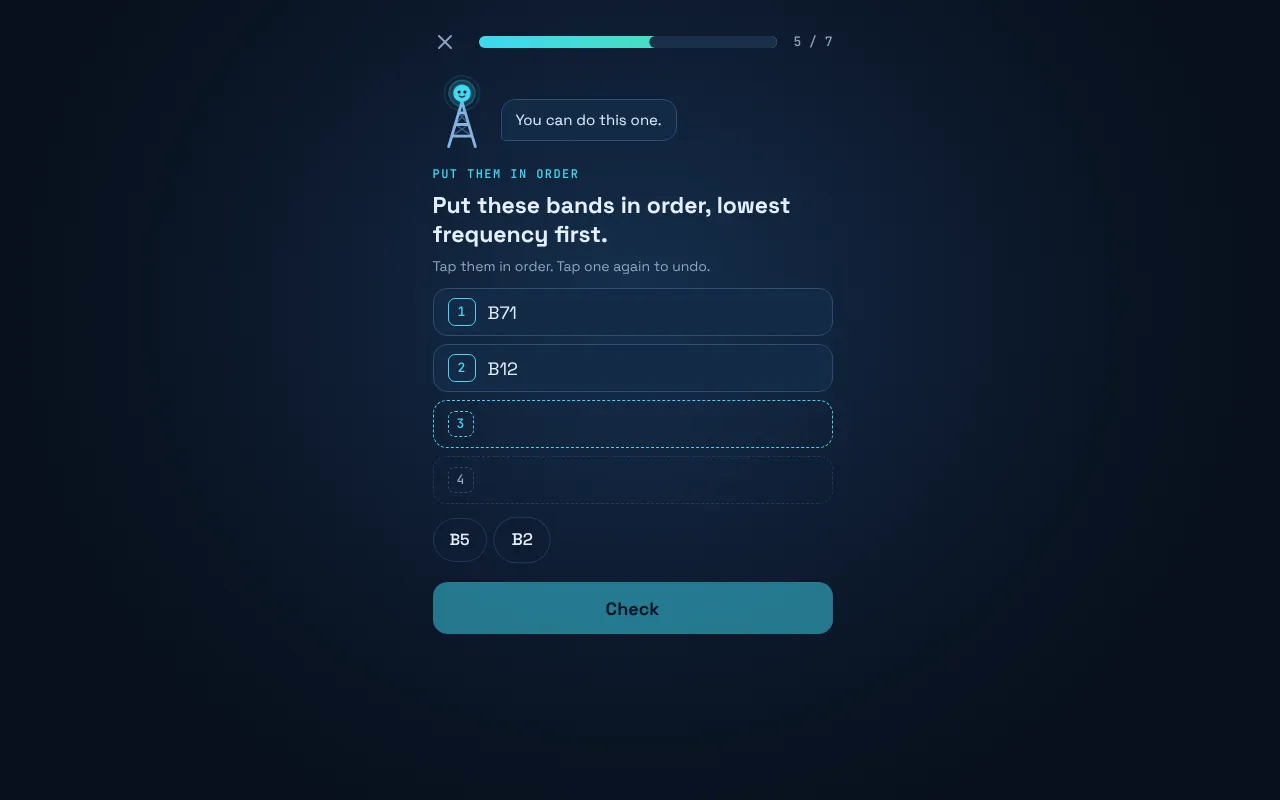 5 / 7
You can do this one.
PUT THEM IN ORDER
Put these bands in order, lowest
frequency first.
Tap them in order. Tap one again to undo.
1 B71
2 B12
3
4
B5 B2
Check